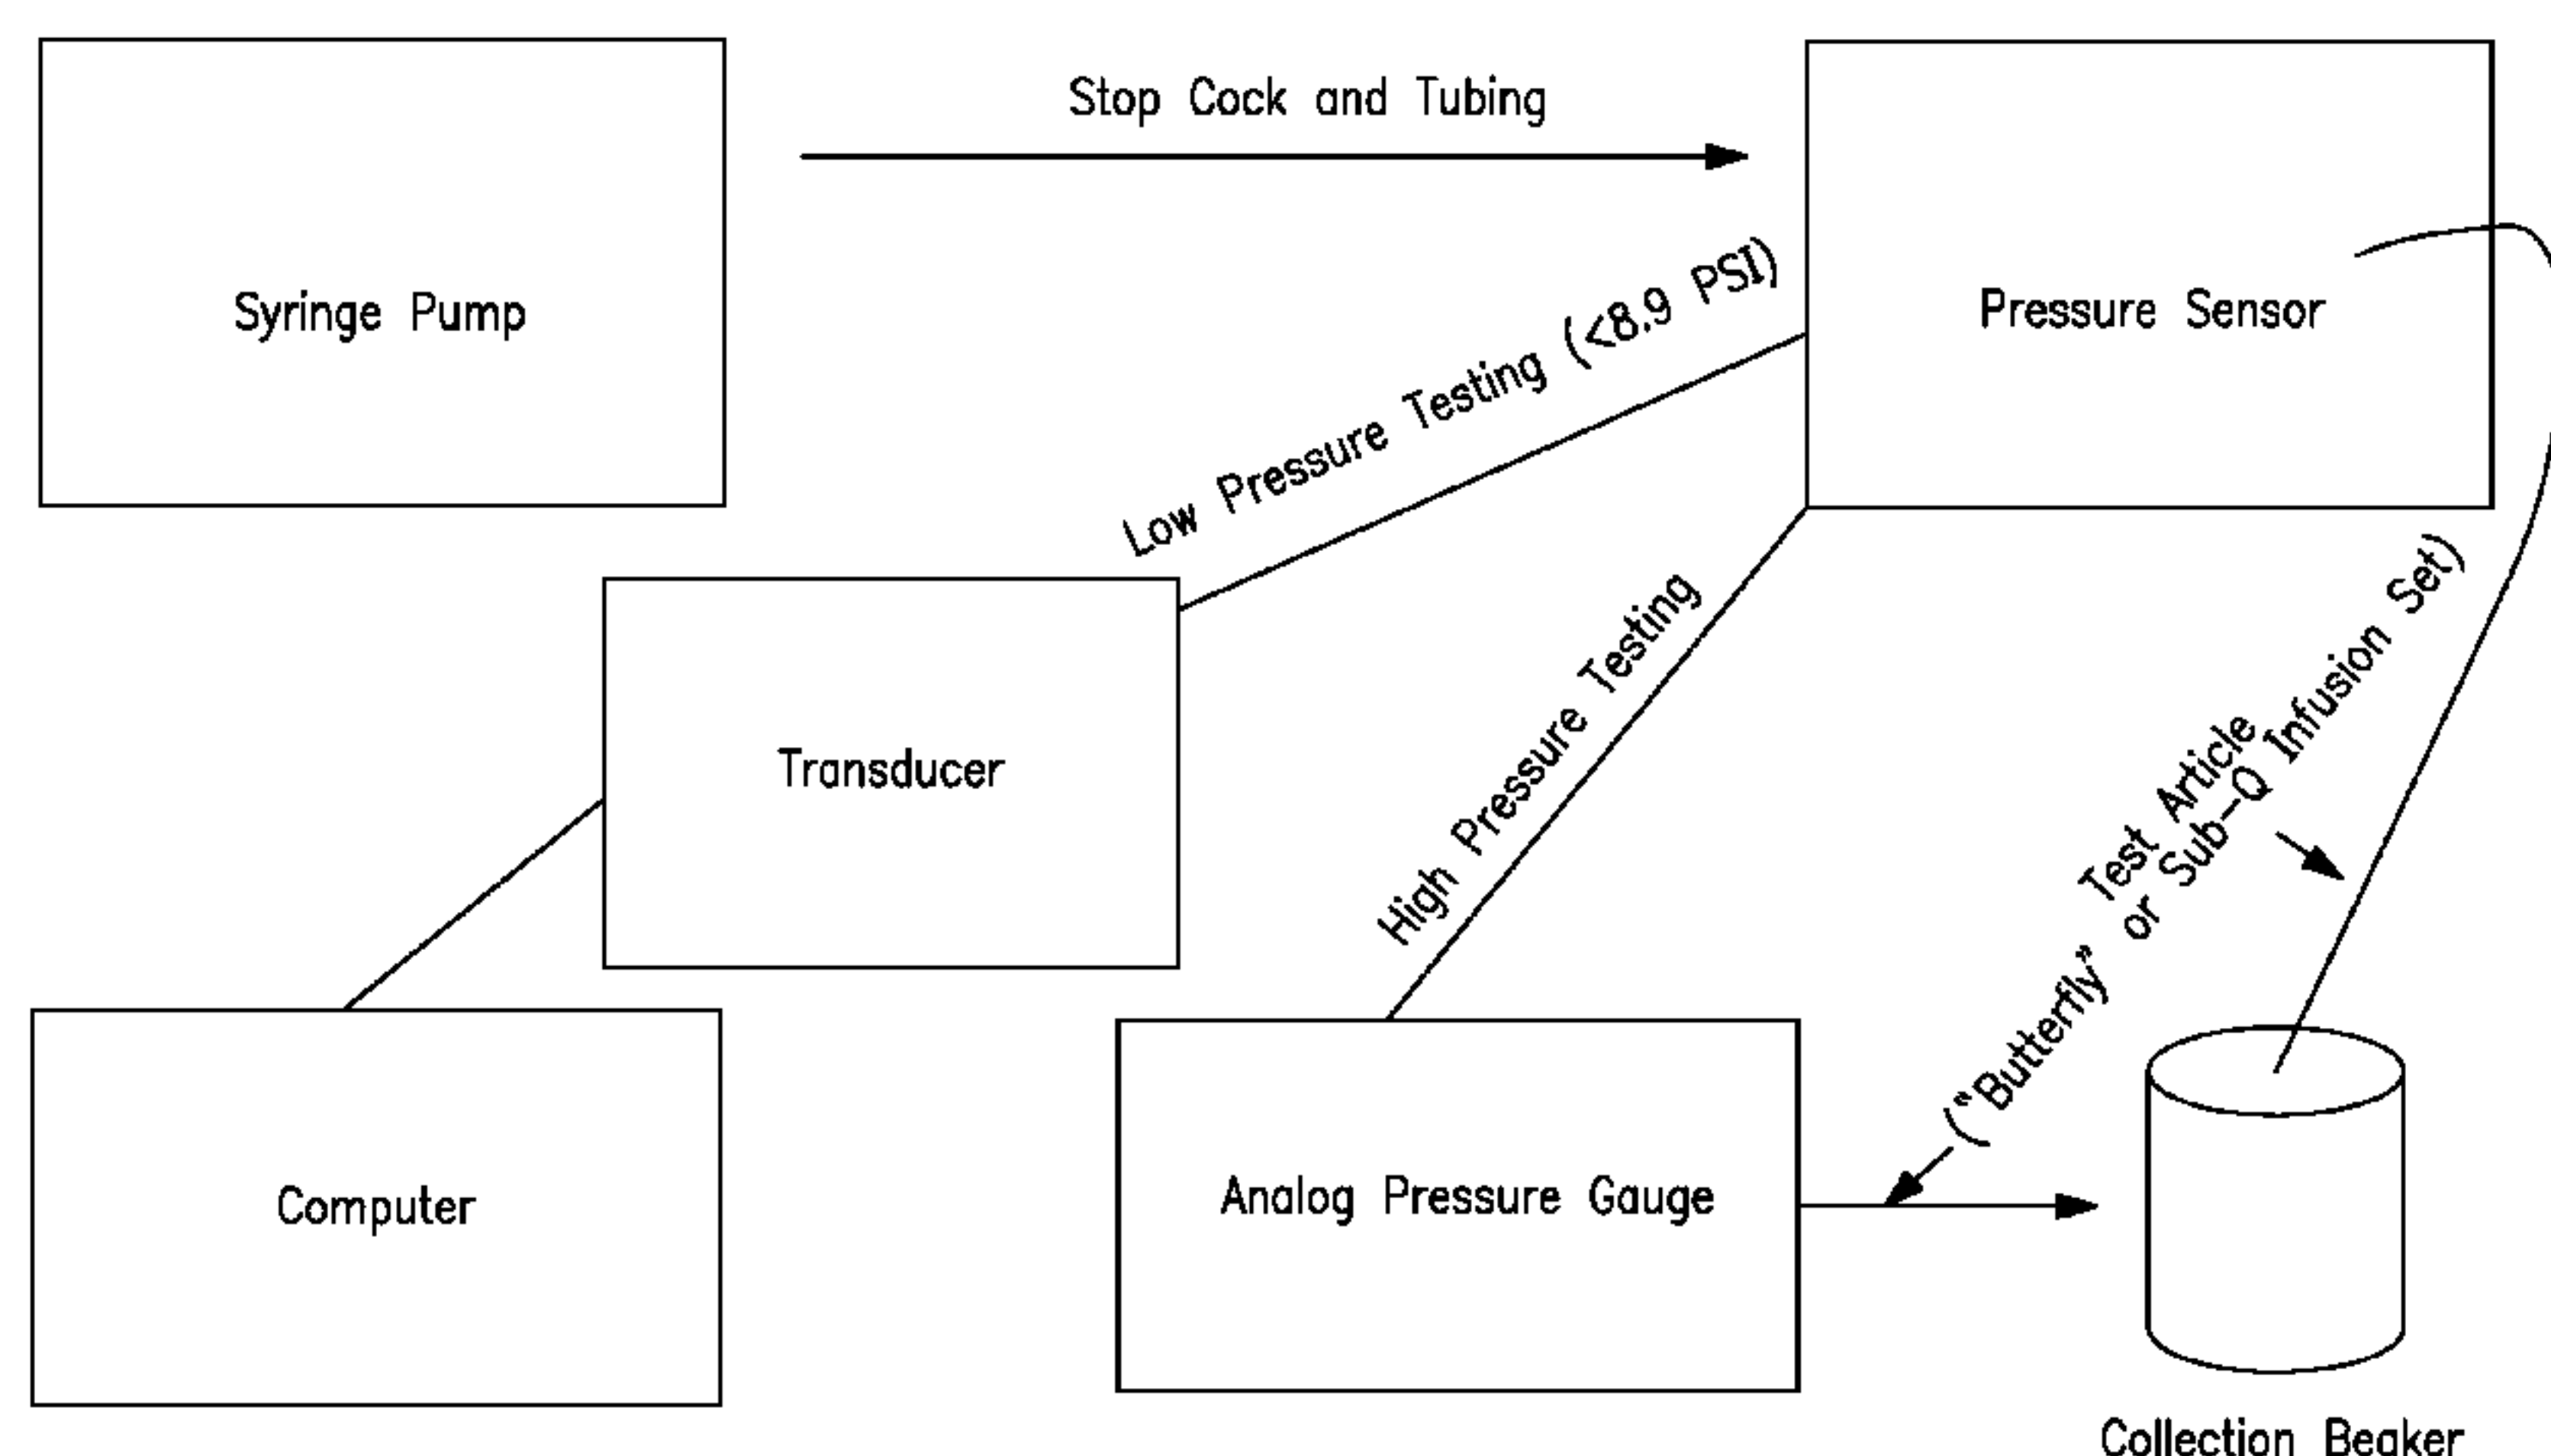 Stop Cock and Tubing
Syringe Pump
Pressure Sensor
Low Pressure Testing (<8.9 PSI)
High Pressure Testing
Transducer
Test Article
("Butterfly" or Sub-Q Infusion Set)
Computer
Analog Pressure Gauge
Collection Beaker